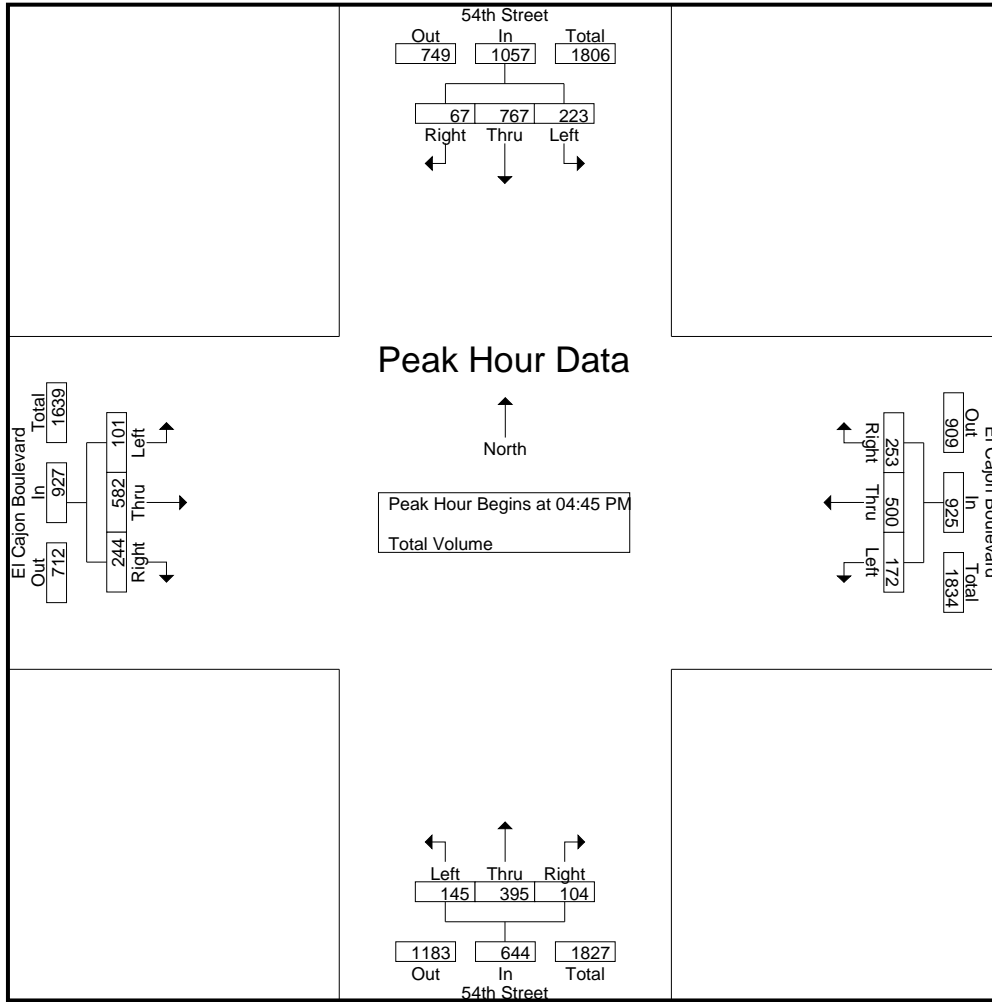 54th Street
Out In Total
749 1057 1806
67 767 223
Right Thru Left
Peak Hour Data
North
Peak Hour Begins at 04:45 PM
Total Volume
El Cajon Boulevard
Out In Total
712 927 1639
Left Thru Right
101 582 244
El Cajon Boulevard
Out In Total
909 925 1834
Right Thru Left
253 500 172
Left Thru Right
145 395 104
1183 644 1827
Out In Total
54th Street